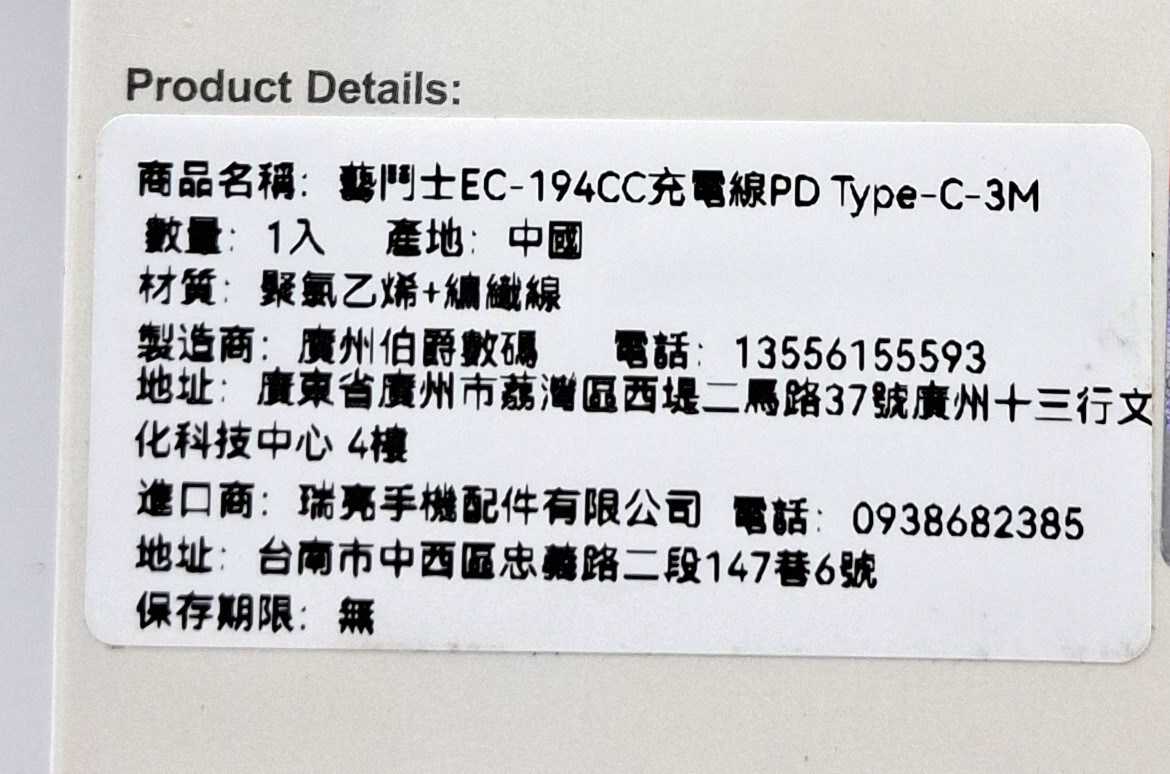 Product Details:
商品名稱: 藝鬥士EC-194CC充電線PD Type-C-3M
數量: 1入 產地: 中國
材質: 聚氯乙烯+編纖線
製造商: 廣州伯爵數碼 電話: 13556155593
地址: 廣東省廣州市荔灣區西堤二馬路37號廣州十三行文
化科技中心 4樓
進口商: 瑞亮手機配件有限公司 電話: 0938682385
地址: 台南市中西區忠義路二段147巷6號
保存期限: 無